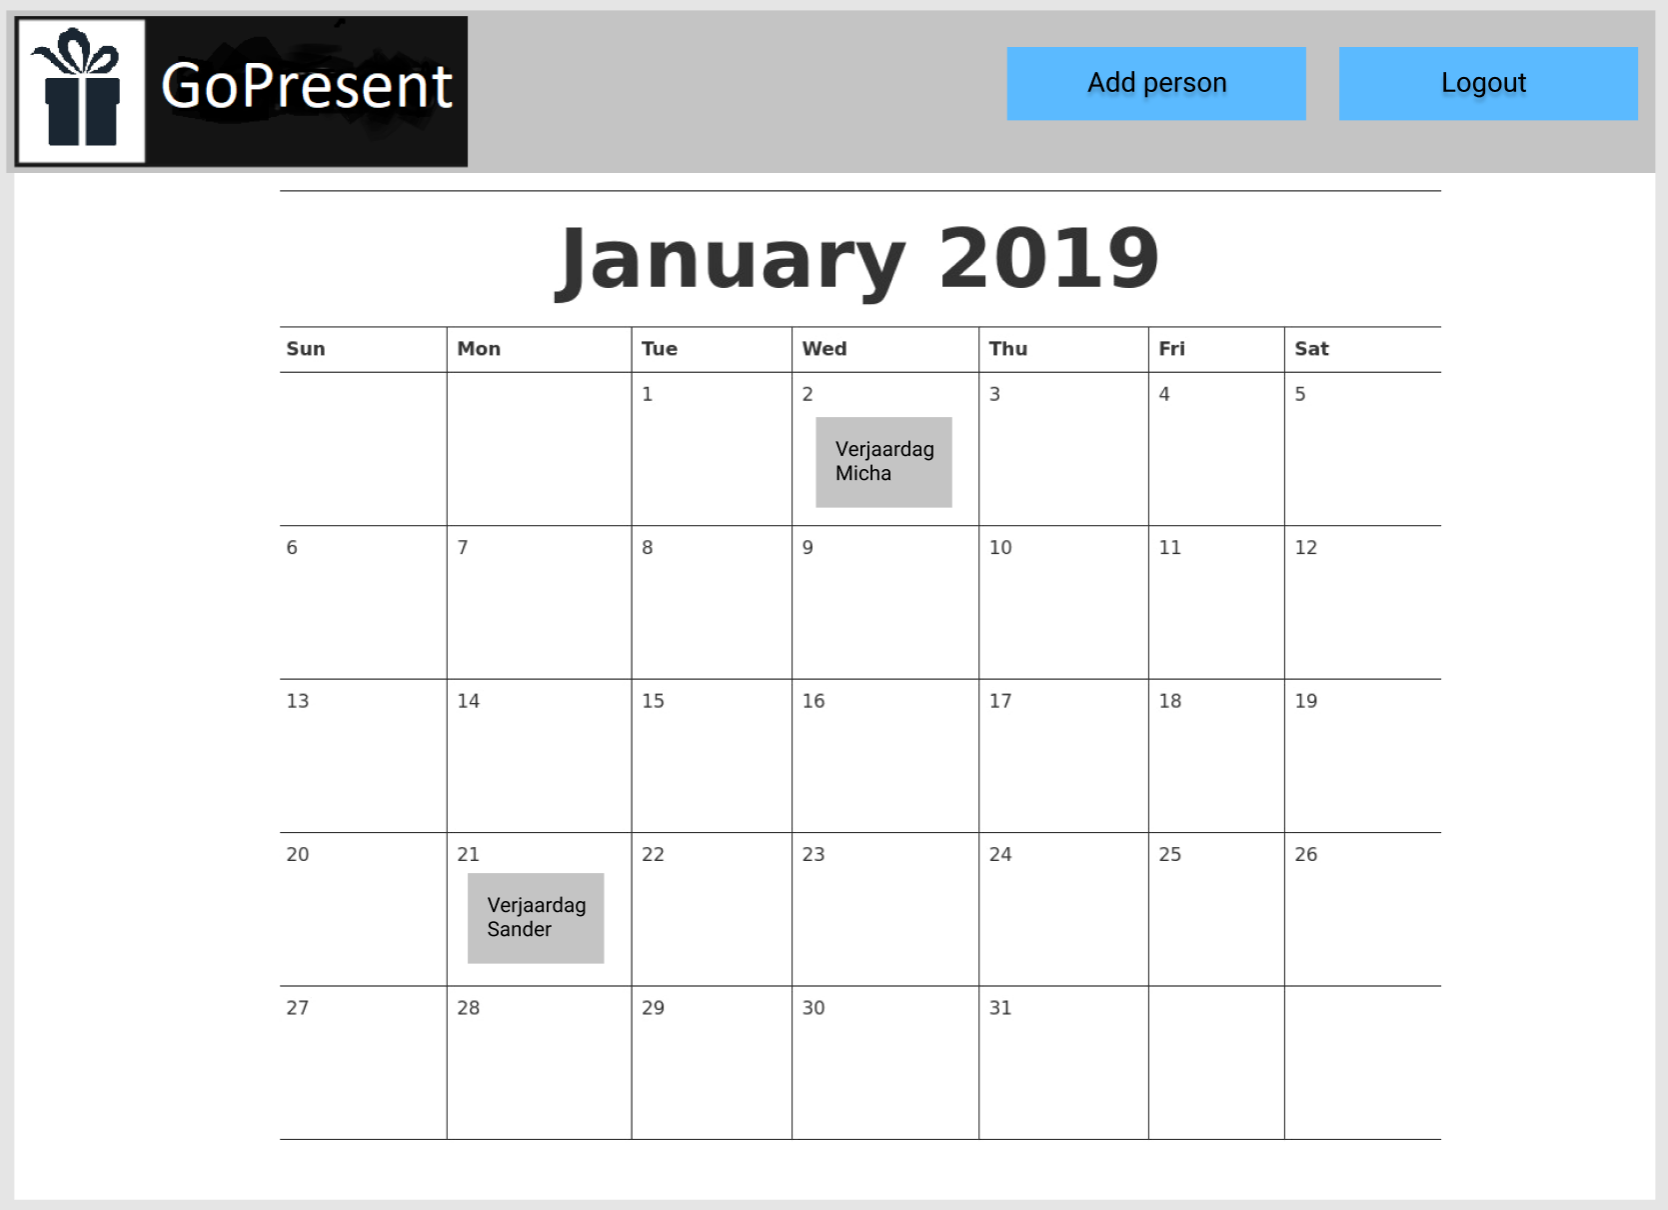 GoPresent
Add person
Logout
January 2019
Sun Mon Tue Wed Thu Fri Sat
1 2 3 4 5
Verjaardag
Micha
6 7 8 9 10 11 12
13 14 15 16 17 18 19
20 21 22 23 24 25 26
Verjaardag
Sander
27 28 29 30 31